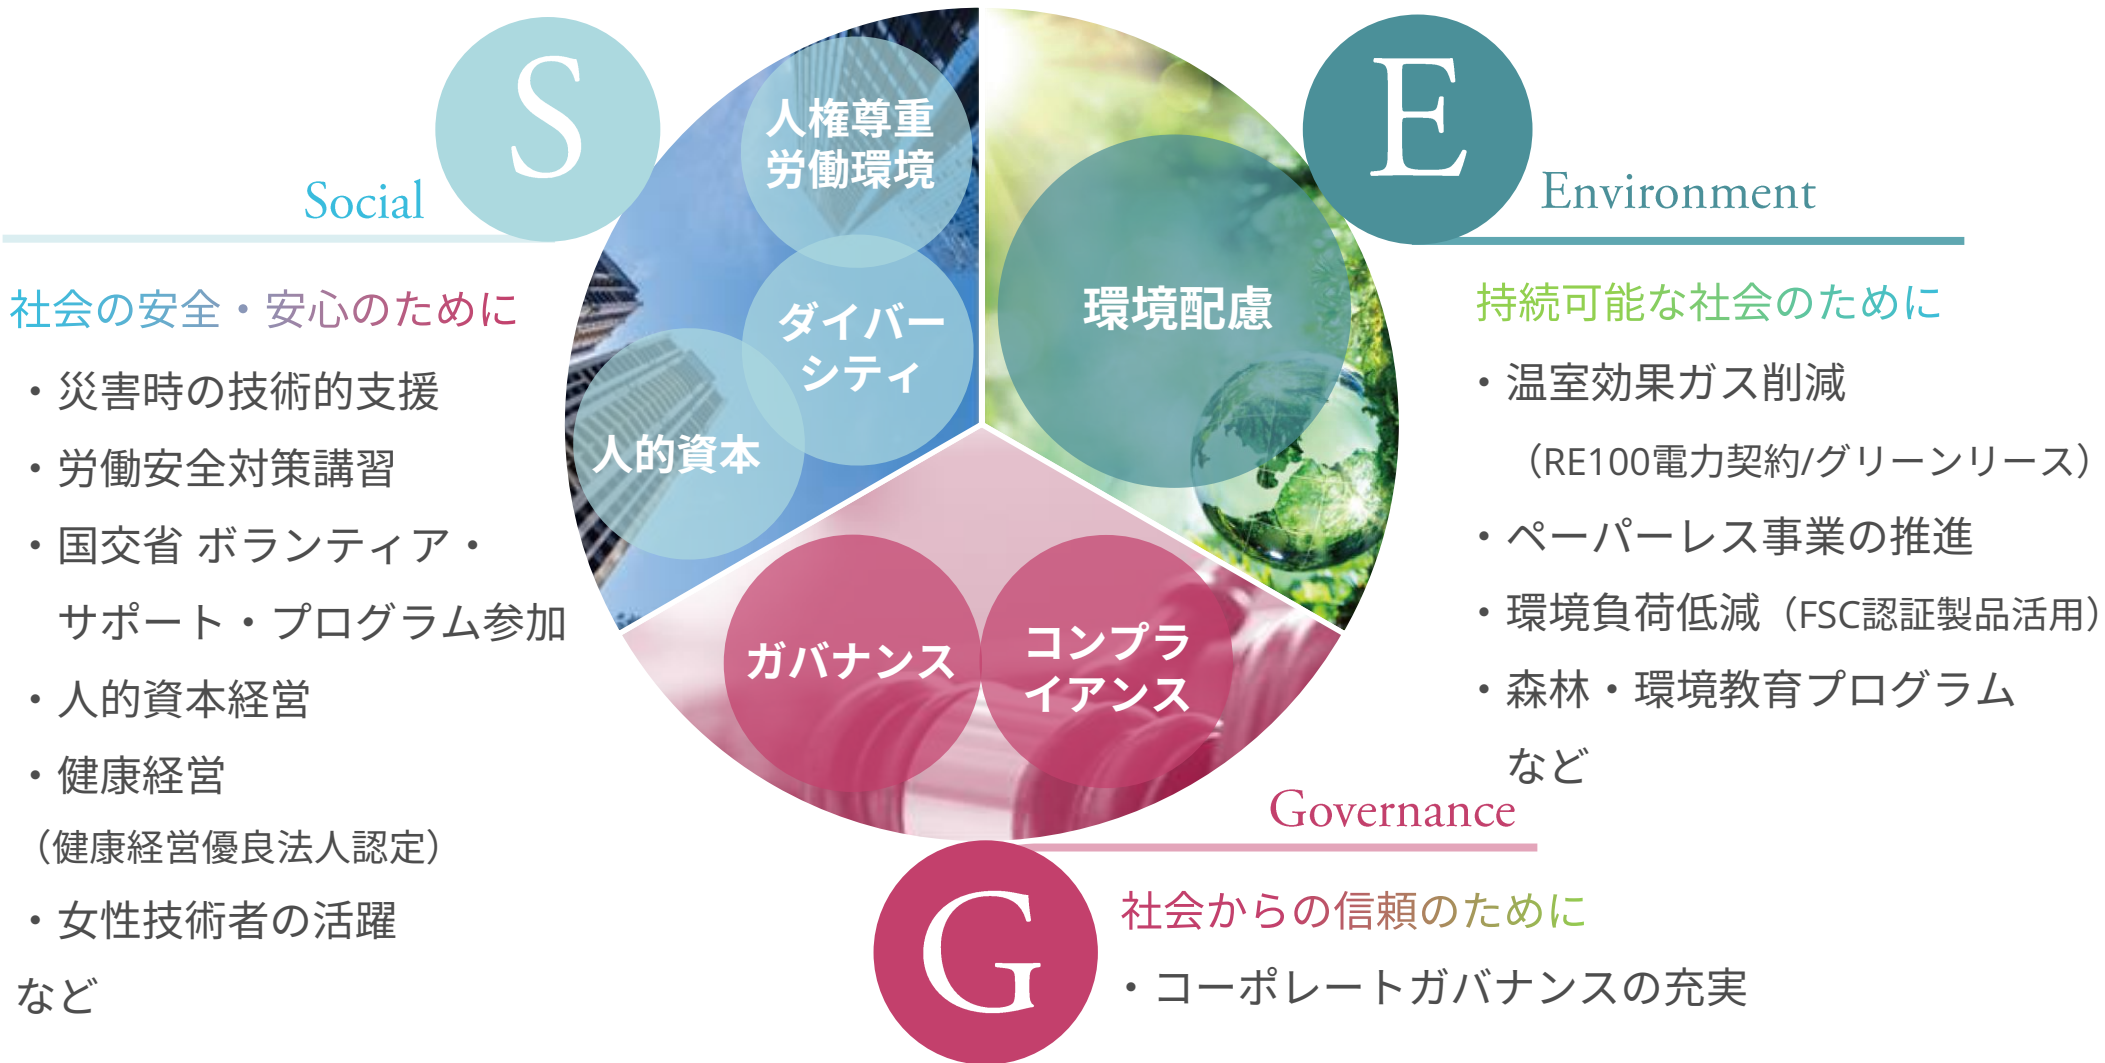 S
Social
社会の安全・安心のために
・災害時の技術的支援
・労働安全対策講習
・国交省 ボランティア・
サポート・プログラム参加
・人的資本経営
・健康経営
（健康経営優良法人認定）
・女性技術者の活躍
など
人権尊重
労働環境
ダイバー
シティ
人的資本
環境配慮
ガバナンス
コンプラ
イアンス
E
Environment
持続可能な社会のために
・温室効果ガス削減
（RE100電力契約/グリーンリース）
・ペーパーレス事業の推進
・環境負荷低減（FSC認証製品活用）
・森林・環境教育プログラム
など
Governance
G
社会からの信頼のために
・コーポレートガバナンスの充実